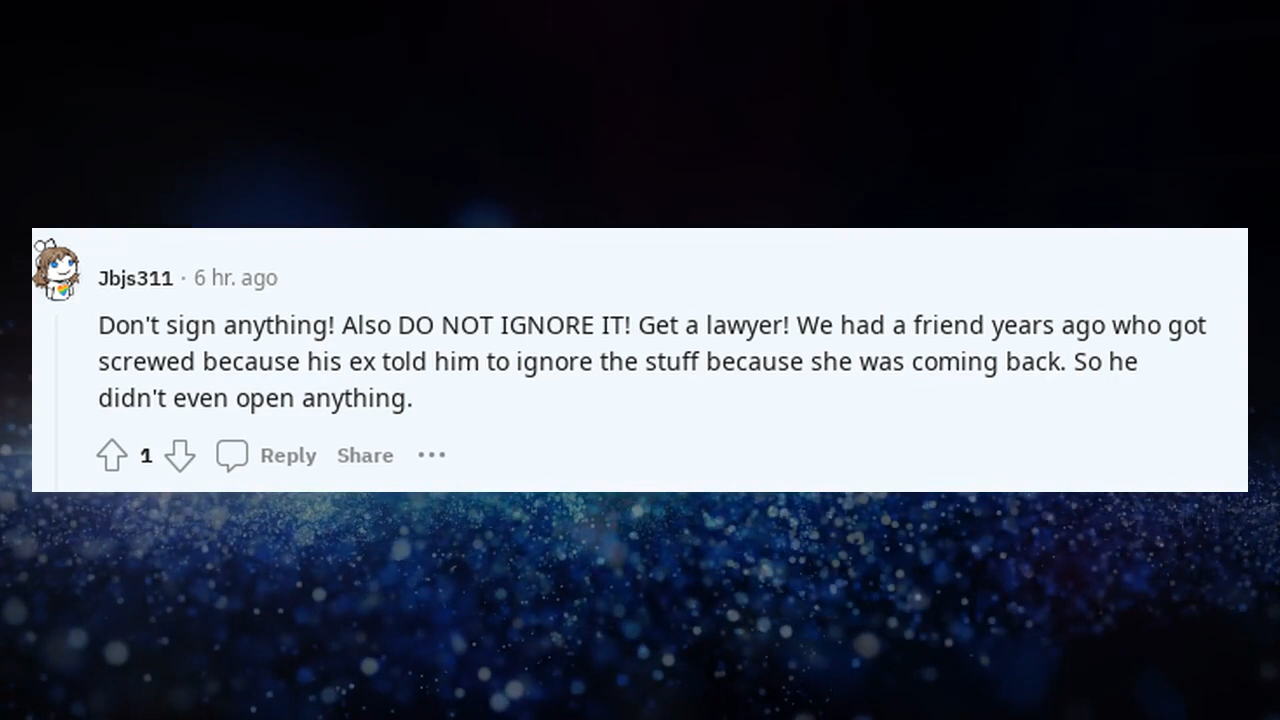 Jbjs311 · 6 hr. ago
Don't sign anything! Also DO NOT IGNORE IT! Get a lawyer! We had a friend years ago who got
screwed because his ex told him to ignore the stuff because she was coming back. So he
didn't even open anything.
1 Reply Share ···